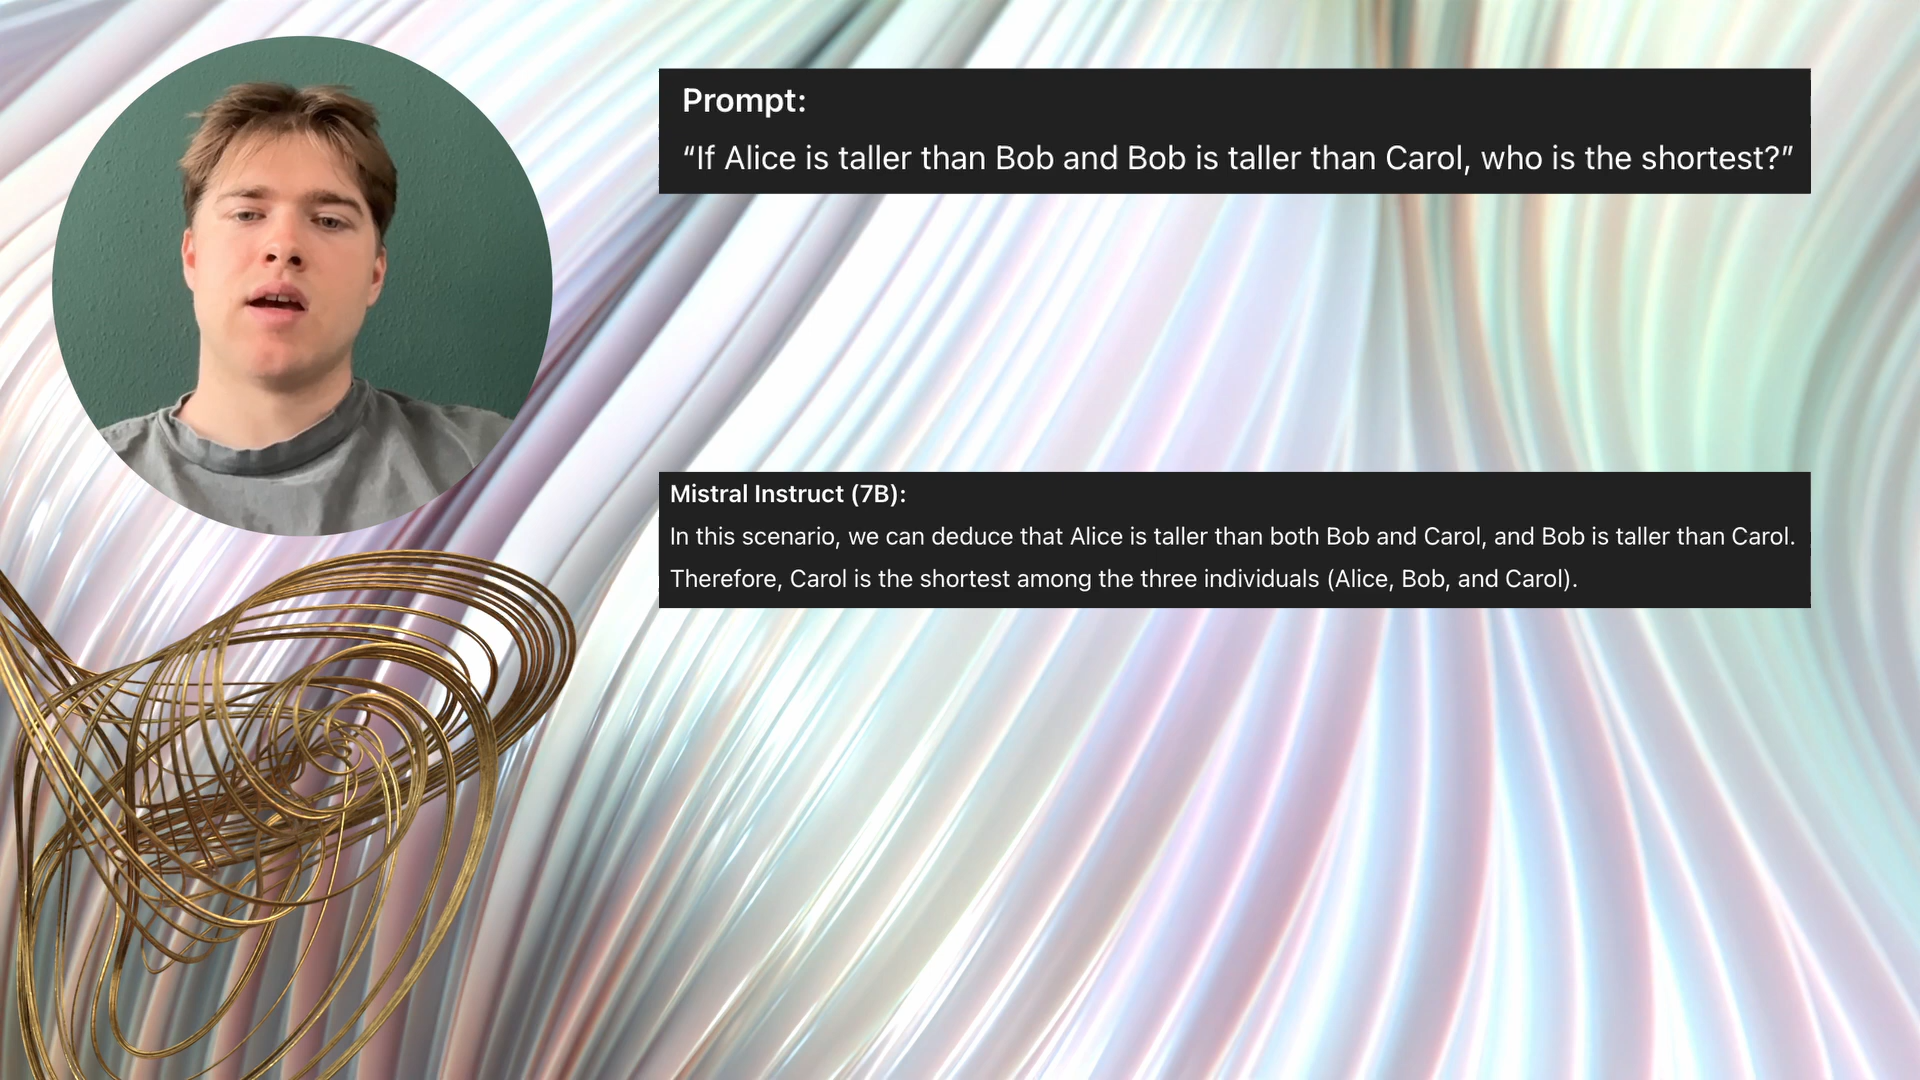 Prompt:
“If Alice is taller than Bob and Bob is taller than Carol, who is the shortest?”
Mistral Instruct (7B):
In this scenario, we can deduce that Alice is taller than both Bob and Carol, and Bob is taller than Carol.
Therefore, Carol is the shortest among the three individuals (Alice, Bob, and Carol).